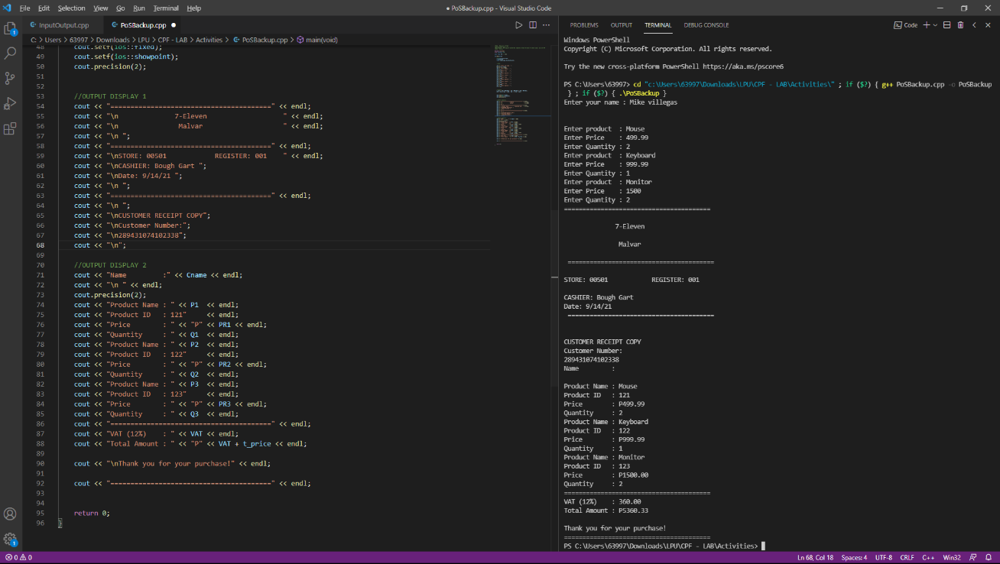 File Edit Selection View Go Run Terminal Help
● PoSBackup.cpp - Visual Studio Code
InputOutput.cpp
PoSBackup.cpp
C: > Users > 63997 > Downloads > LPU > CPF - LAB > Activities > PoSBackup.cpp > main(void)
48 cout.setf(ios::fixed);
49 cout.setf(ios::showpoint);
50 cout.precision(2);
51
52
53 //OUTPUT DISPLAY 1
54 cout << "========================================" << endl;
55 cout << "\n              7-Eleven                   " << endl;
56 cout << "\n               Malvar                    " << endl;
57 cout << "\n ";
58 cout << "========================================" << endl;
59 cout << "\nSTORE: 00501            REGISTER: 001    " << endl;
60 cout << "\nCASHIER: Bough Gart ";
61 cout << "\nDate: 9/14/21 ";
62 cout << "\n ";
63 cout << "========================================" << endl;
64 cout << "\n ";
65 cout << "\nCUSTOMER RECEIPT COPY";
66 cout << "\nCustomer Number:";
67 cout << "\n289431074102338";
68 cout << "\n";
69
70 //OUTPUT DISPLAY 2
71 cout << "Name         :" << Cname << endl;
72 cout << "\n " << endl;
73 cout.precision(2);
74 cout << "Product Name : " << P1  << endl;
75 cout << "Product ID   : 121"     << endl;
76 cout << "Price        : " << "P" << PR1 << endl;
77 cout << "Quantity     : " << Q1  << endl;
78 cout << "Product Name : " << P2  << endl;
79 cout << "Product ID   : 122"     << endl;
80 cout << "Price        : " << "P" << PR2 << endl;
81 cout << "Quantity     : " << Q2  << endl;
82 cout << "Product Name : " << P3  << endl;
83 cout << "Product ID   : 123"     << endl;
84 cout << "Price        : " << "P" << PR3 << endl;
85 cout << "Quantity     : " << Q3  << endl;
86 cout << "========================================" << endl;
87 cout << "VAT (12%)    : " << VAT << endl;
88 cout << "Total Amount : " << "P" << VAT + t_price << endl;
89
90 cout << "\nThank you for your purchase!" << endl;
91
92 cout << "========================================" << endl;
93
94
95 return 0;
96 }
PROBLEMS OUTPUT TERMINAL DEBUG CONSOLE
Code
Windows PowerShell
Copyright (C) Microsoft Corporation. All rights reserved.
Try the new cross-platform PowerShell https://aka.ms/pscore6
PS C:\Users\63997> cd "c:\Users\63997\Downloads\LPU\CPF - LAB\Activities\" ; if ($?) { g++ PoSBackup.cpp -o PoSBackup
} ; if ($?) { .\PoSBackup }
Enter your name : Mike villegas
Enter product  : Mouse
Enter Price    : 499.99
Enter Quantity : 2
Enter product  : Keyboard
Enter Price    : 999.99
Enter Quantity : 1
Enter product  : Monitor
Enter Price    : 1500
Enter Quantity : 2
========================================
7-Eleven
Malvar
========================================
STORE: 00501            REGISTER: 001
CASHIER: Bough Gart
Date: 9/14/21
========================================
CUSTOMER RECEIPT COPY
Customer Number:
289431074102338
Name         :
Product Name : Mouse
Product ID   : 121
Price        : P499.99
Quantity     : 2
Product Name : Keyboard
Product ID   : 122
Price        : P999.99
Quantity     : 1
Product Name : Monitor
Product ID   : 123
Price        : P1500.00
Quantity     : 2
========================================
VAT (12%)    : 360.00
Total Amount : P5360.33
Thank you for your purchase!
========================================
PS C:\Users\63997\Downloads\LPU\CPF - LAB\Activities>
1
1
0 0
Ln 68, Col 18 Spaces: 4 UTF-8 CRLF C++ Win32